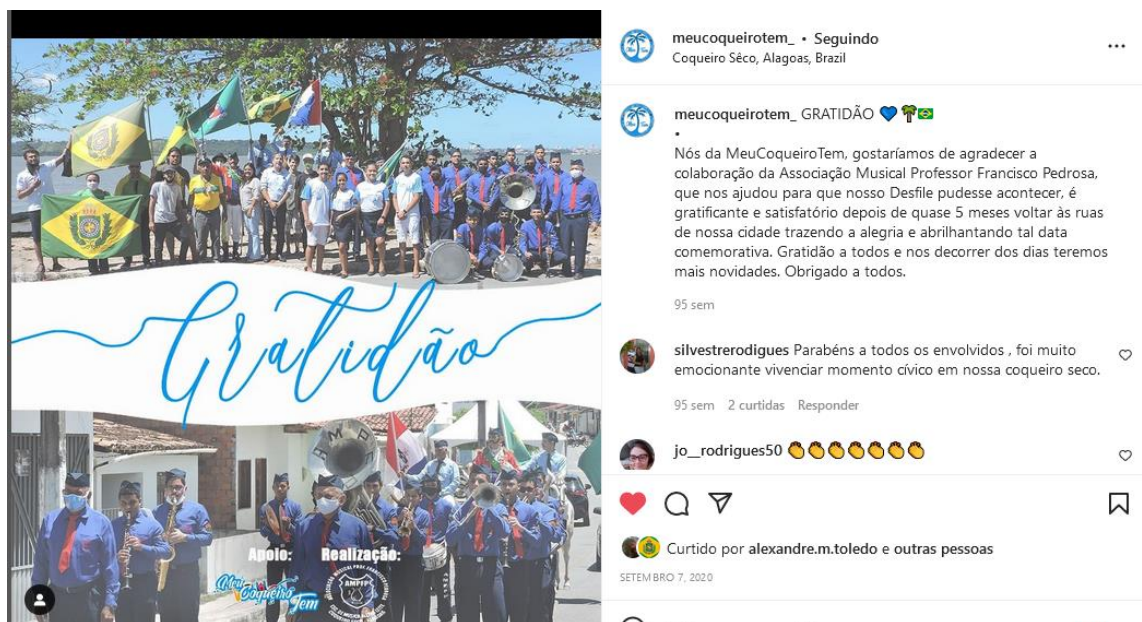 Gratidão
AMPF
Apoio: Realização:
Meu Coqueiro Tem
AMPFP
meucoqueirotem_ • Seguindo
Coqueiro Sêco, Alagoas, Brazil
meucoqueirotem_ GRATIDÃO 💙🌴🇧🇷
•
Nós da MeuCoqueiroTem, gostaríamos de agradecer a
colaboração da Associação Musical Professor Francisco Pedrosa,
que nos ajudou para que nosso Desfile pudesse acontecer, é
gratificante e satisfatório depois de quase 5 meses voltar às ruas
de nossa cidade trazendo a alegria e abrilhantando tal data
comemorativa. Gratidão a todos e nos decorrer dos dias teremos
mais novidades. Obrigado a todos.
95 sem
silvestrerodigues Parabéns a todos os envolvidos , foi muito
emocionante vivenciar momento cívico em nossa coqueiro seco.
95 sem 2 curtidas Responder
jo__rodrigues50 👏👏👏👏👏👏👏
Curtido por alexandre.m.toledo e outras pessoas
SETEMBRO 7, 2020